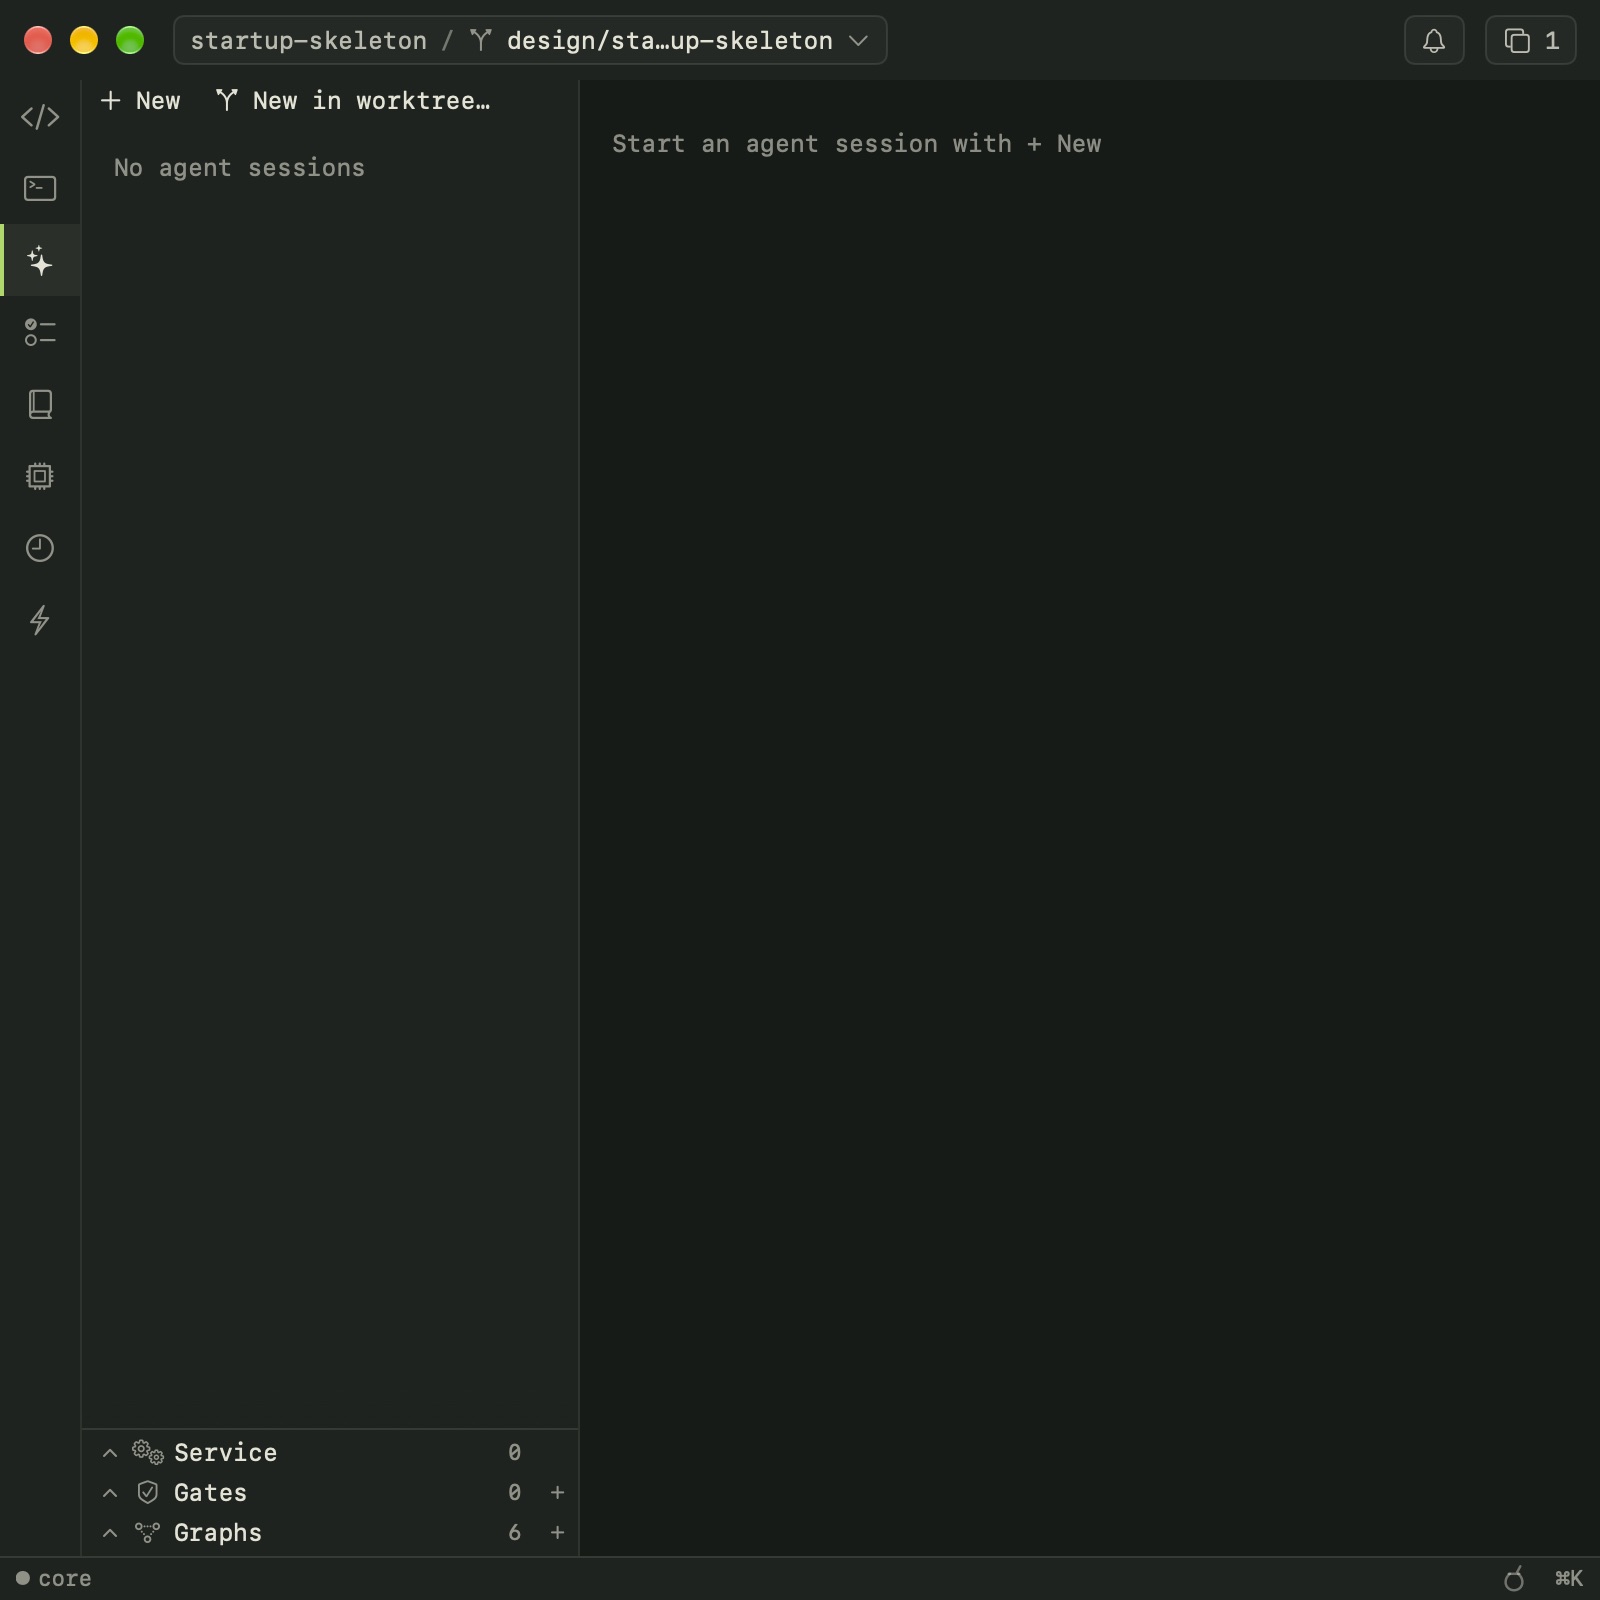 startup-skeleton / design/sta…up-skeleton
1
+ New New in worktree…
No agent sessions
Start an agent session with + New
Service 0
Gates 0 +
Graphs 6 +
core
⌘K